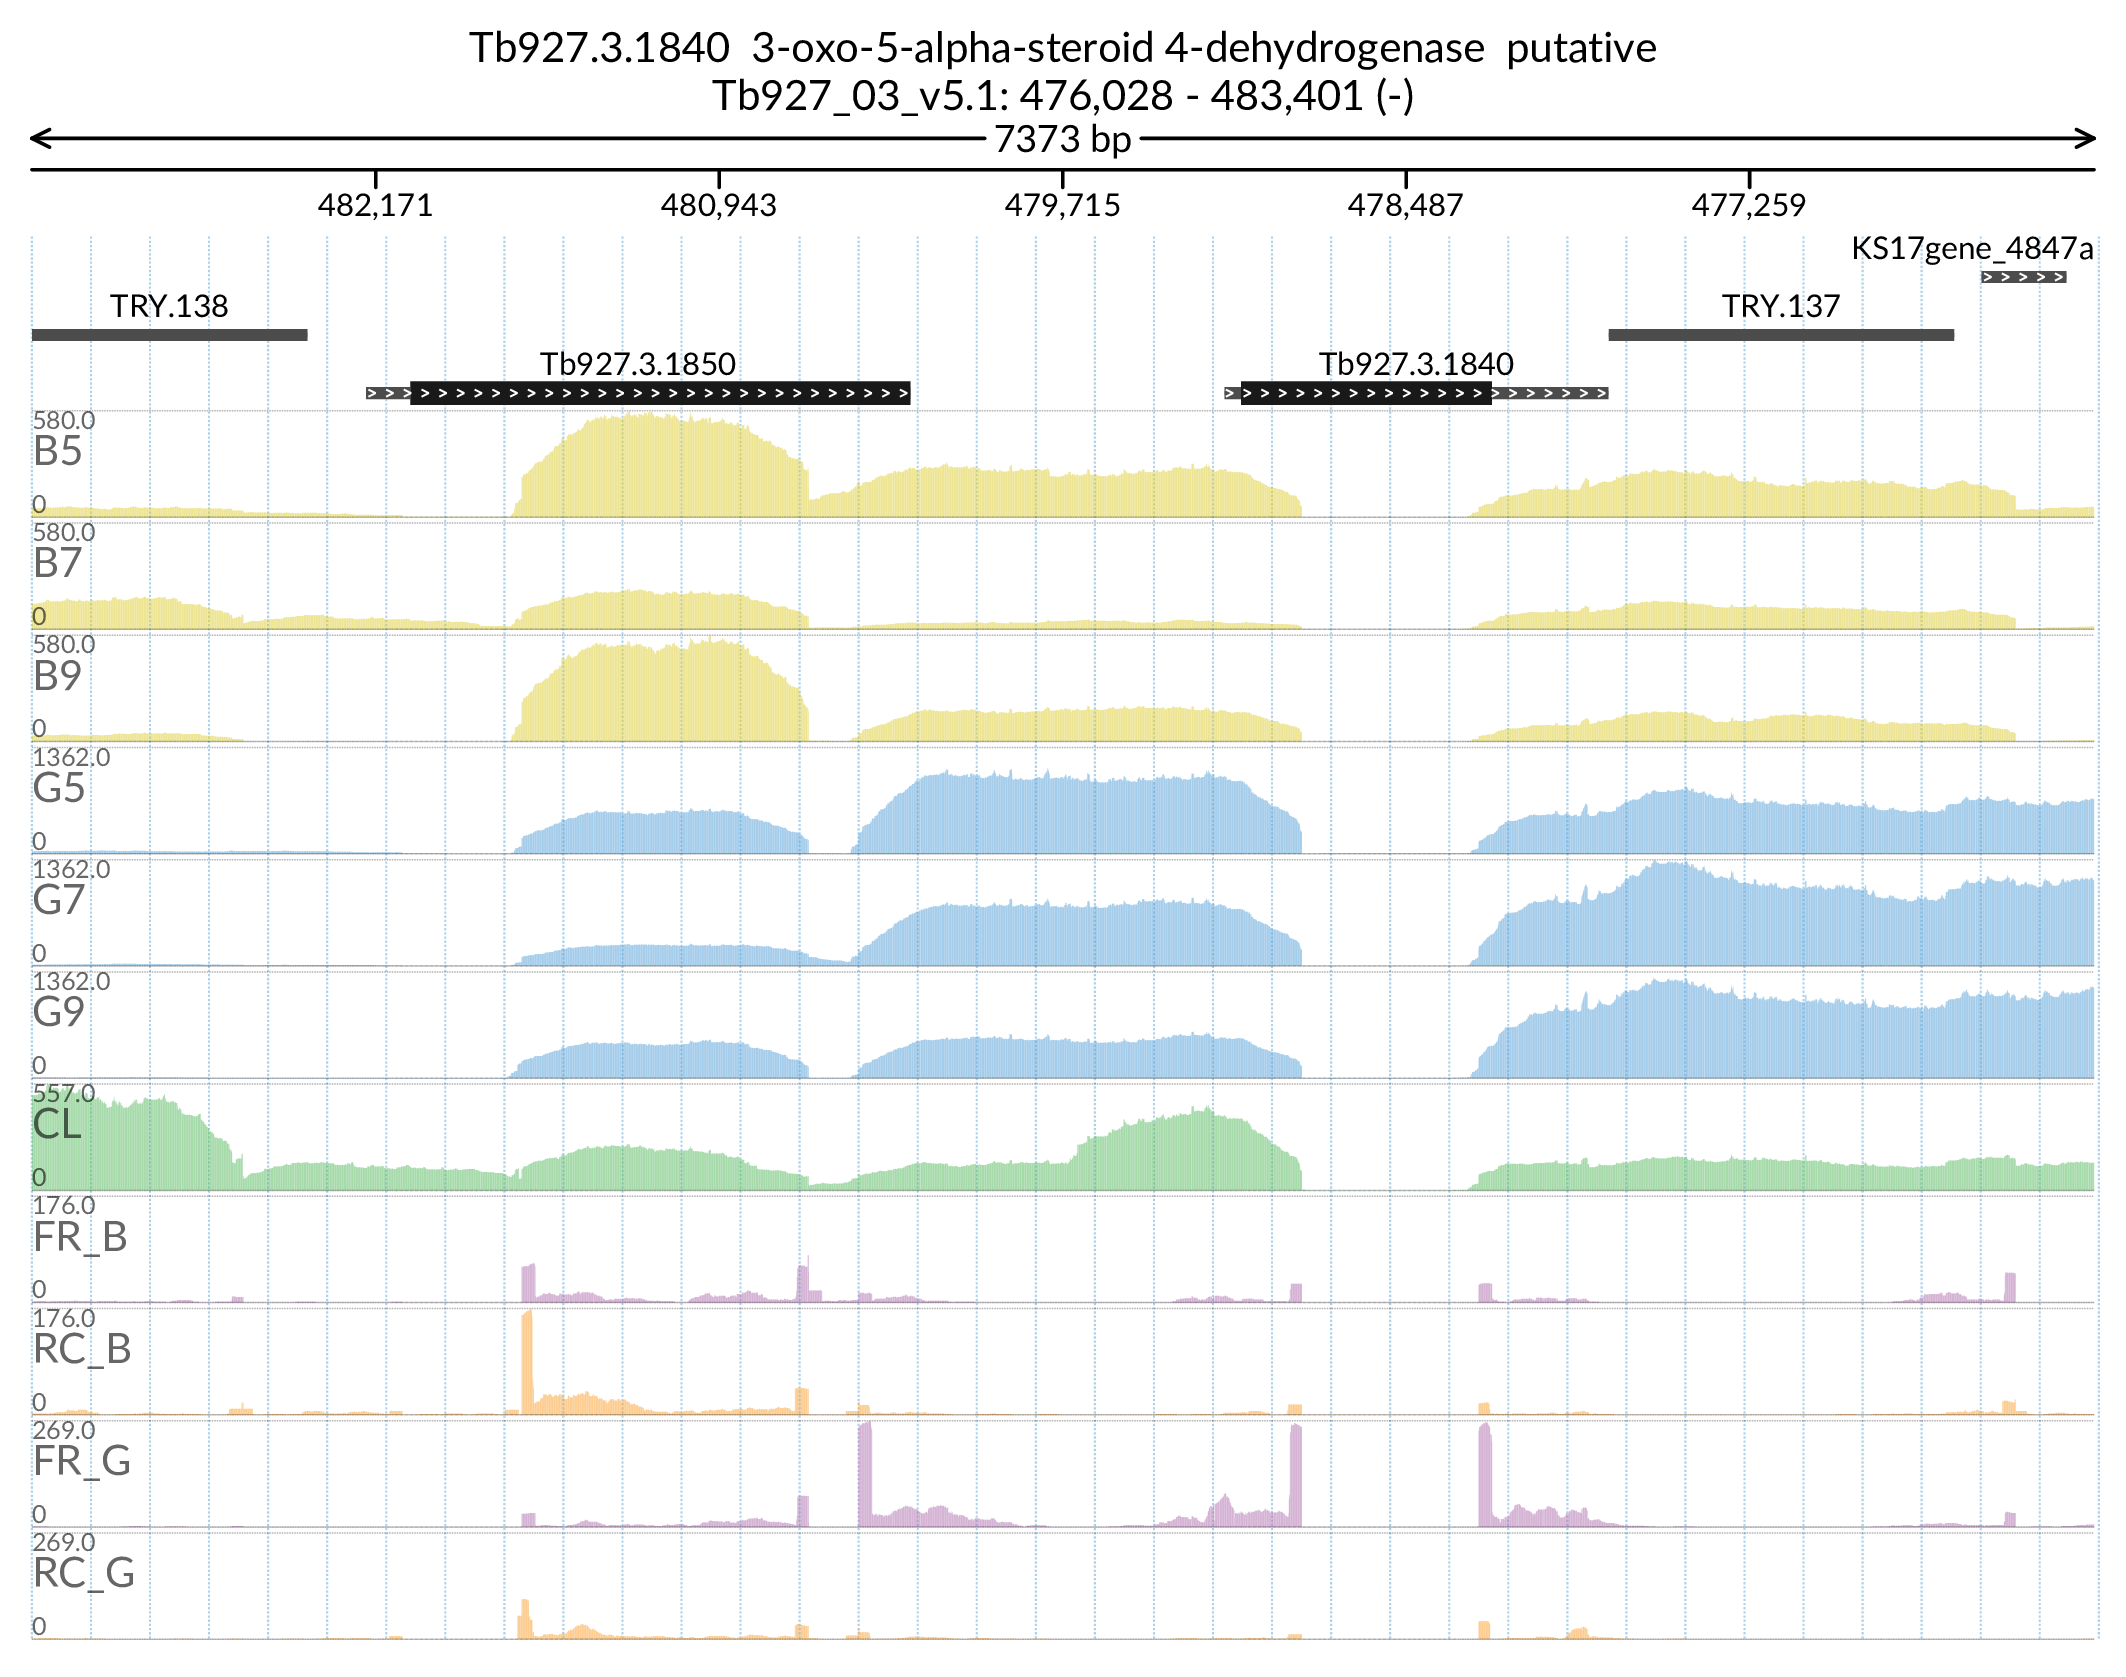 Tb927.3.1840  3-oxo-5-alpha-steroid 4-dehydrogenase  putative
Tb927_03_v5.1: 476,028 - 483,401 (-)
7373 bp
482,171 480,943 479,715 478,487 477,259
KS17gene_4847a
TRY.138 TRY.137
Tb927.3.1850 Tb927.3.1840
580.0
B5
0
580.0
B7
0
580.0
B9
0
1362.0
G5
0
1362.0
G7
0
1362.0
G9
0
557.0
CL
0
176.0
FR_B
0
176.0
RC_B
0
269.0
FR_G
0
269.0
RC_G
0